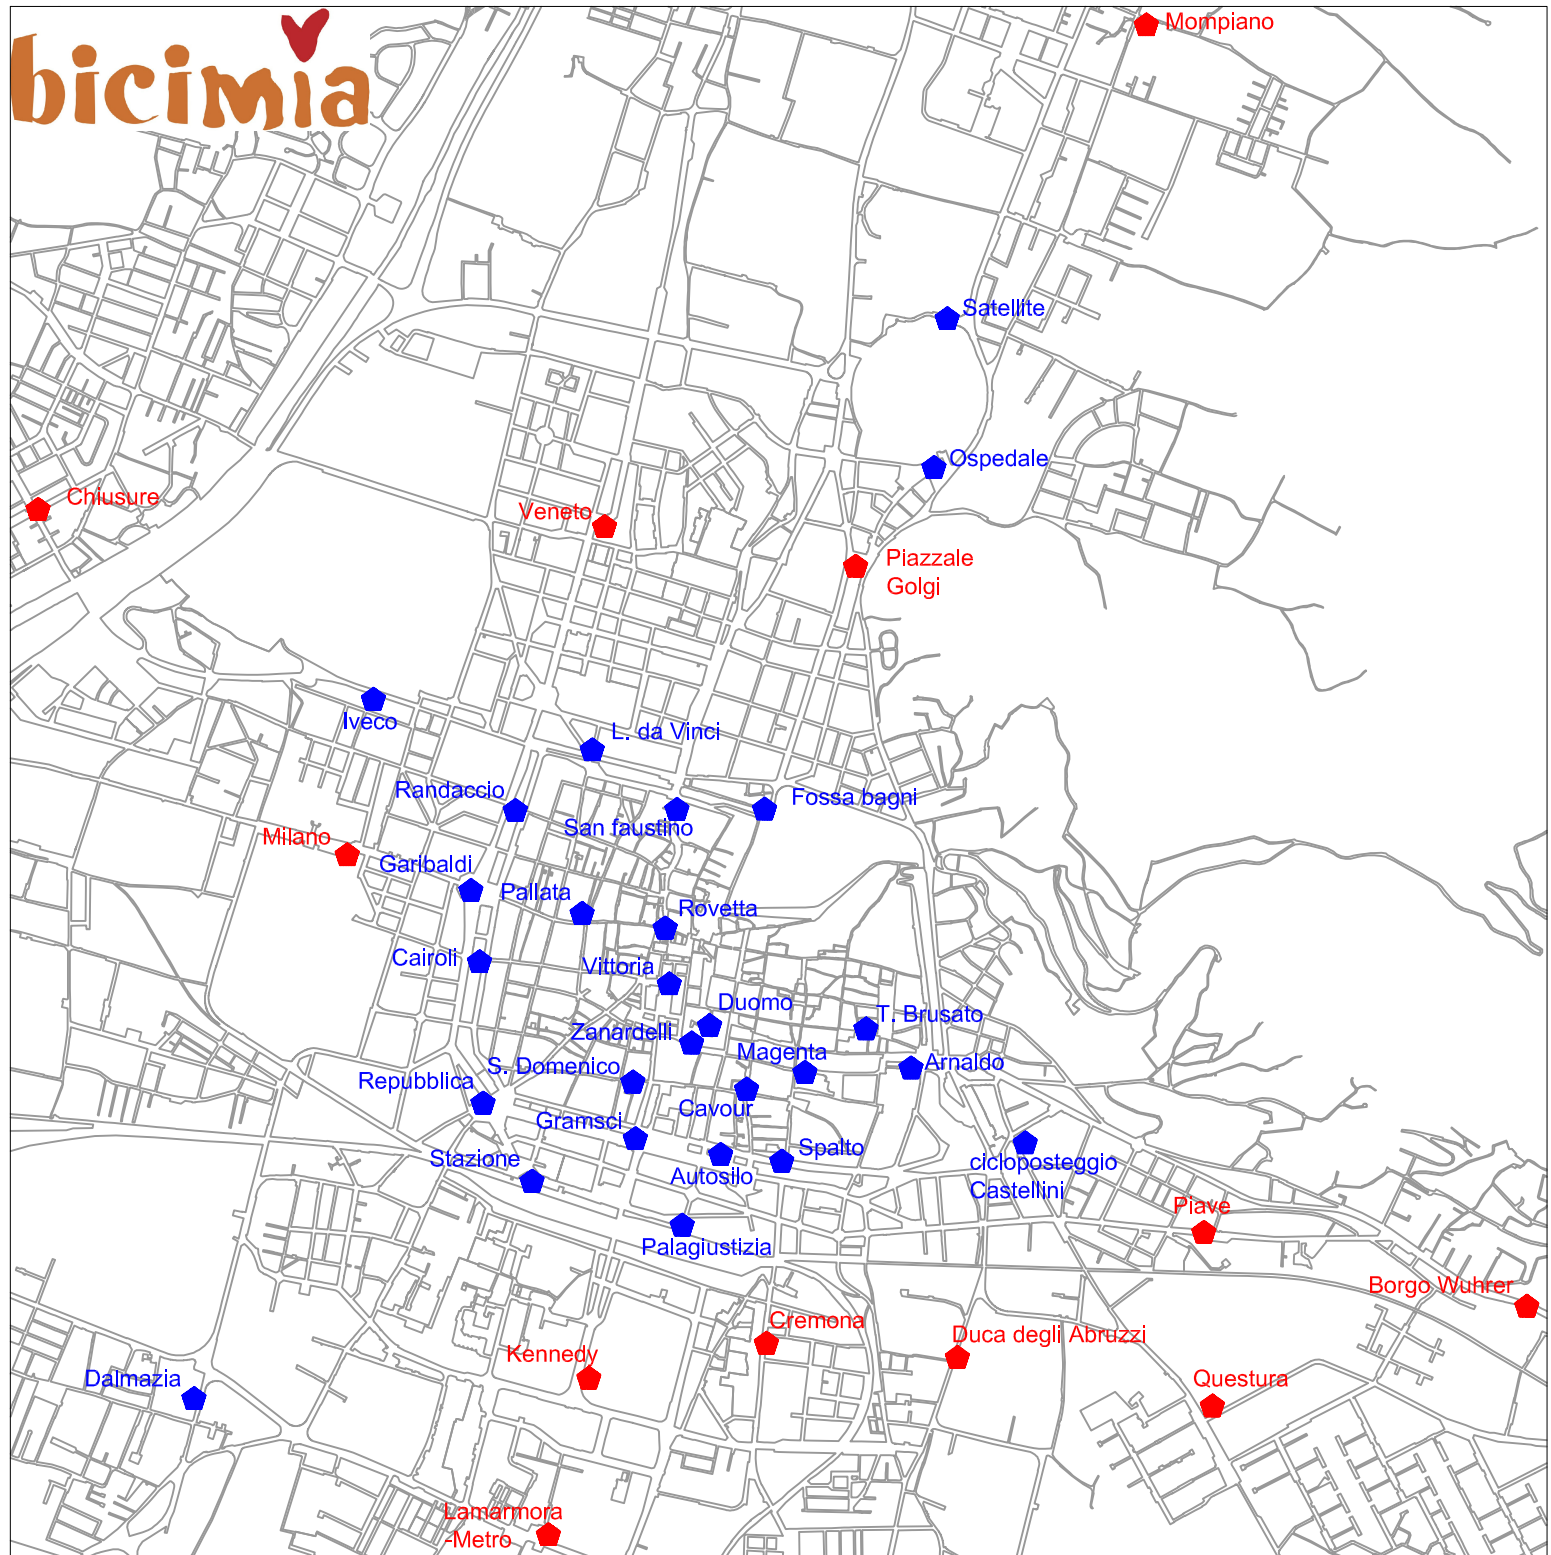 bicimia
Mompiano
Satellite
Ospedale
Chiusure
Veneto
Piazzale
Golgi
Iveco
L. da Vinci
Randaccio
Fossa bagni
San faustino
Milano
Garibaldi
Pallata
Rovetta
Cairoli
Vittoria
Duomo
T. Brusato
Zanardelli
Magenta
Arnaldo
S. Domenico
Repubblica
Cavour
Gramsci
Spalto
Stazione
Autosilo
cicloposteggio
Castellini
Piave
Palagiustizia
Borgo Wuhrer
Cremona
Duca degli Abruzzi
Kennedy
Dalmazia
Questura
Lamarmora
-Metro